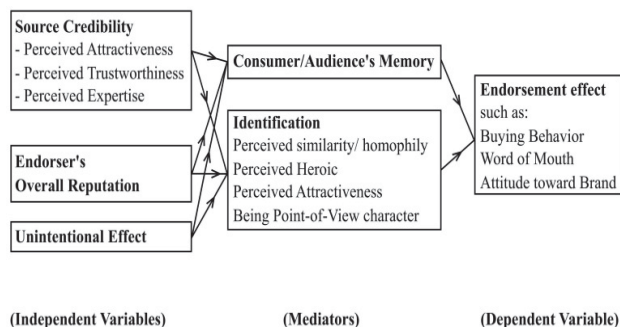 Source Credibility
- Perceived Attractiveness
- Perceived Trustworthiness
- Perceived Expertise
Endorser's
Overall Reputation
Unintentional Effect
Consumer/Audience's Memory
Identification
Perceived similarity/ homophily
Perceived Heroic
Perceived Attractiveness
Being Point-of-View character
Endorsement effect
such as:
Buying Behavior
Word of Mouth
Attitude toward Brand
(Independent Variables)
(Mediators)
(Dependent Variable)